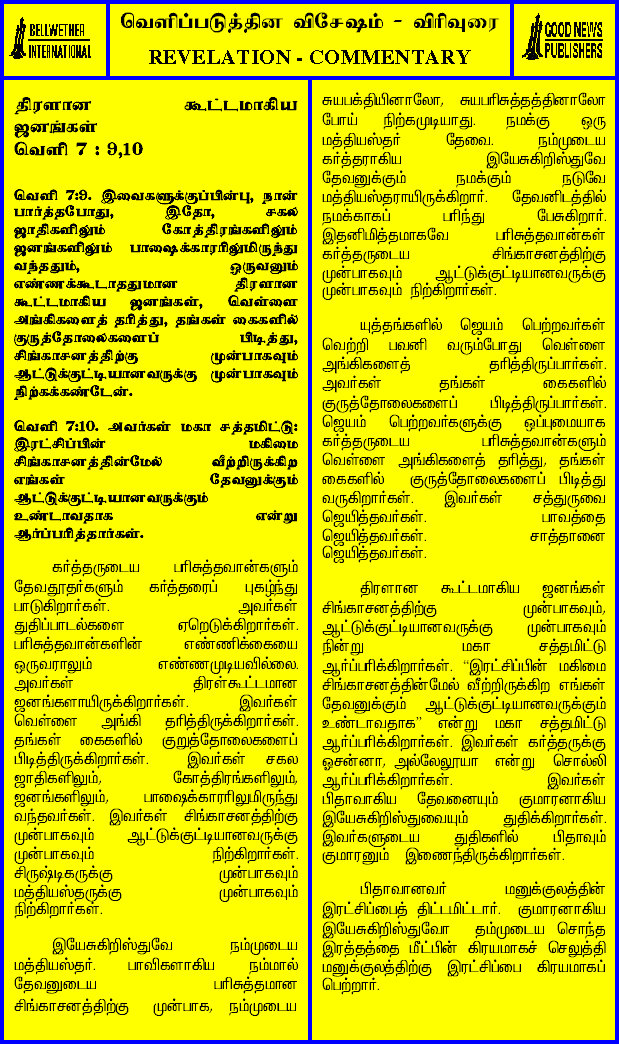 BELLWETHER
INTERNATIONAL
வெளிப்படுத்தின விசேஷம் - விரிவுரை
REVELATION - COMMENTARY
GOOD NEWS
PUBLISHERS
திரளான கூட்டமாகிய
ஜனங்கள்
வெளி 7 : 9,10
வெளி 7:9. இவைகளுக்குப்பின்பு, நான்
பார்த்தபோது, இதோ, சகல
ஜாதிகளிலும் கோத்திரங்களிலும்
ஜனங்களிலும் பாஷைக்காரரிலுமிருந்து
வந்ததும், ஒருவனும்
எண்ணக்கூடாததுமான திரளான
கூட்டமாகிய ஜனங்கள், வெள்ளை
அங்கிகளைத் தரித்து, தங்கள் கைகளில்
குருத்தோலைகளைப் பிடித்து,
சிங்காசனத்திற்கு முன்பாகவும்
ஆட்டுக்குட்டியானவருக்கு முன்பாகவும்
நிற்கக்கண்டேன்.
வெளி 7:10. அவர்கள் மகா சத்தமிட்டு:
இரட்சிப்பின் மகிமை
சிங்காசனத்தின்மேல் வீற்றிருக்கிற
எங்கள் தேவனுக்கும்
ஆட்டுக்குட்டியானவருக்கும்
உண்டாவதாக என்று
ஆர்ப்பரித்தார்கள்.
கர்த்தருடைய பரிசுத்தவான்களும்
தேவதூதர்களும் கர்த்தரைப் புகழ்ந்து
பாடுகிறார்கள். அவர்கள்
துதிப்பாடல்களை ஏறெடுக்கிறார்கள்.
பரிசுத்தவான்களின் எண்ணிக்கையை
ஒருவராலும் எண்ணமுடியவில்லை.
அவர்கள் திரள்கூட்டமான
ஜனங்களாயிருக்கிறார்கள். இவர்கள்
வெள்ளை அங்கி தரித்திருக்கிறார்கள்.
தங்கள் கைகளில் குறுத்தோலைகளைப்
பிடித்திருக்கிறார்கள். இவர்கள் சகல
ஜாதிகளிலும், கோத்திரங்களிலும்,
ஜனங்களிலும், பாஷைக்காரரிலுமிருந்து
வந்தவர்கள். இவர்கள் சிங்காசனத்திற்கு
முன்பாகவும் ஆட்டுக்குட்டியானவருக்கு
முன்பாகவும் நிற்கிறார்கள்.
சிருஷ்டிகருக்கு முன்பாகவும்
மத்தியஸ்தருக்கு முன்பாகவும்
நிற்கிறார்கள்.
இயேசுகிறிஸ்துவே நம்முடைய
மத்தியஸ்தர். பாவிகளாகிய நம்மால்
தேவனுடைய பரிசுத்தமான
சிங்காசனத்திற்கு முன்பாக, நம்முடைய
சுயபக்தியினாலோ, சுயபரிசுத்தத்தினாலோ
போய் நிற்கமுடியாது. நமக்கு ஒரு
மத்தியஸ்தர் தேவை. நம்முடைய
கர்த்தராகிய இயேசுகிறிஸ்துவே
தேவனுக்கும் நமக்கும் நடுவே
மத்தியஸ்தராயிருக்கிறார். தேவனிடத்தில்
நமக்காகப் பரிந்து பேசுகிறார்.
இதனிமித்தமாகவே பரிசுத்தவான்கள்
கர்த்தருடைய சிங்காசனத்திற்கு
முன்பாகவும் ஆட்டுக்குட்டியானவருக்கு
முன்பாகவும் நிற்கிறார்கள்.
யுத்தங்களில் ஜெயம் பெற்றவர்கள்
வெற்றி பவனி வரும்போது வெள்ளை
அங்கிகளைத் தரித்திருப்பார்கள்.
அவர்கள் தங்கள் கைகளில்
குருத்தோலைகளைப் பிடித்திருப்பார்கள்.
ஜெயம் பெற்றவர்களுக்கு ஒப்புமையாக
கர்த்தருடைய பரிசுத்தவான்களும்
வெள்ளை அங்கிகளைத் தரித்து, தங்கள்
கைகளில் குருத்தோலைகளைப் பிடித்து
வருகிறார்கள். இவர்கள் சத்துருவை
ஜெயித்தவர்கள். பாவத்தை
ஜெயித்தவர்கள். சாத்தானை
ஜெயித்தவர்கள்.
திரளான கூட்டமாகிய ஜனங்கள்
சிங்காசனத்திற்கு முன்பாகவும்,
ஆட்டுக்குட்டியானவருக்கு முன்பாகவும்
நின்று மகா சத்தமிட்டு
ஆர்ப்பரிக்கிறார்கள். “இரட்சிப்பின் மகிமை
சிங்காசனத்தின்மேல் வீற்றிருக்கிற எங்கள்
தேவனுக்கும் ஆட்டுக்குட்டியானவருக்கும்
உண்டாவதாக” என்று மகா சத்தமிட்டு
ஆர்ப்பரிக்கிறார்கள். இவர்கள் கர்த்தருக்கு
ஓசன்னா, அல்லேலூயா என்று சொல்லி
ஆர்ப்பரிக்கிறார்கள். இவர்கள்
பிதாவாகிய தேவனையும் குமாரனாகிய
இயேசுகிறிஸ்துவையும் துதிக்கிறார்கள்.
இவர்களுடைய துதிகளில் பிதாவும்
குமாரனும் இணைந்திருக்கிறார்கள்.
பிதாவானவர் மனுக்குலத்தின்
இரட்சிப்பைத் திட்டமிட்டார். குமாரனாகிய
இயேசுகிறிஸ்துவோ தம்முடைய சொந்த
இரத்தத்தை மீட்பின் கிரயமாகச் செலுத்தி
மனுக்குலத்திற்கு இரட்சிப்பை கிரயமாகப்
பெற்றார்.